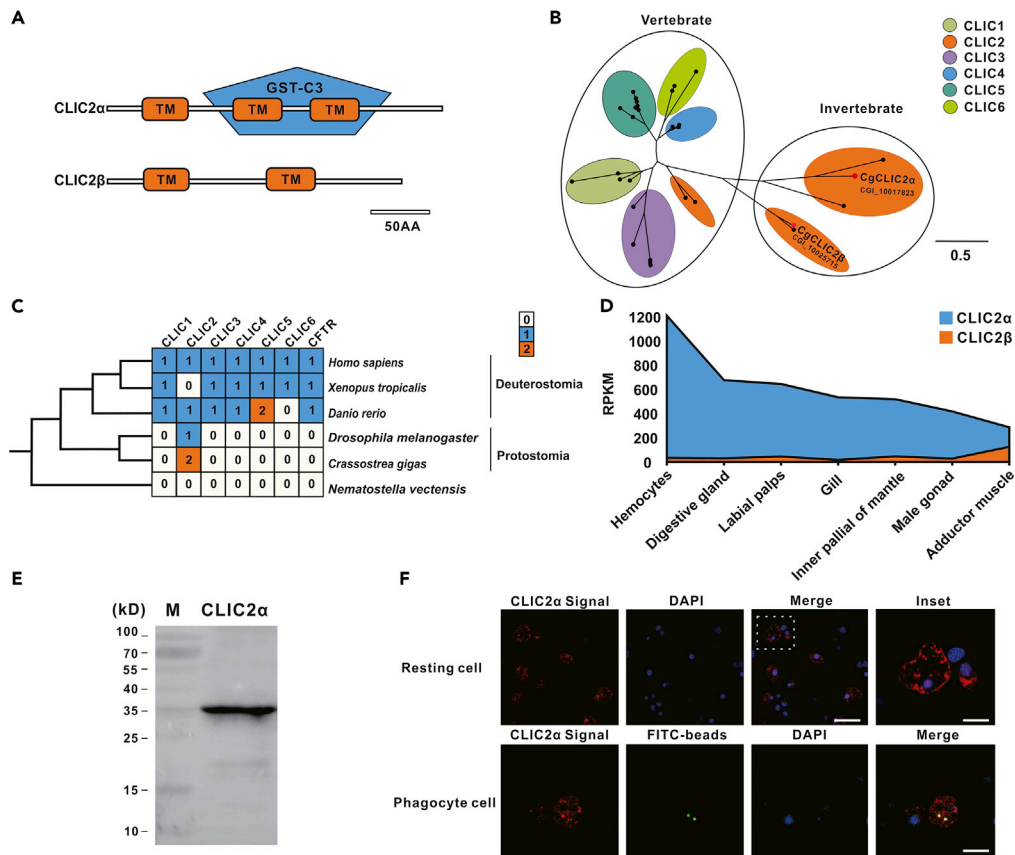 A
CLIC2α
TM
GST-C3
TM
TM
CLIC2β
TM
TM
50AA
B
Vertebrate
Invertebrate
CLIC1
CLIC2
CLIC3
CLIC4
CLIC5
CLIC6
CgCLIC2α
CGI_10017823
CgCLIC2β
CGI_10025715
0.5
C
CLIC1 CLIC2 CLIC3 CLIC4 CLIC5 CLIC6 CFTR
1 1 1 1 1 1 1 Homo sapiens
1 0 1 1 1 1 1 Xenopus tropicalis
1 1 1 1 2 0 1 Danio rerio
0 1 0 0 0 0 0 Drosophila melanogaster
0 2 0 0 0 0 0 Crassostrea gigas
0 0 0 0 0 0 0 Nematostella vectensis
0
1
2
Deuterostomia
Protostomia
D
RPKM
1200
1000
800
600
400
200
0
CLIC2α
CLIC2β
Hemocytes
Digestive gland
Labial palps
Gill
Inner pallial of mantle
Male gonad
Adductor muscle
E
(kD) M CLIC2α
100
70
55
40
35
25
15
10
F
CLIC2α Signal DAPI Merge Inset
Resting cell
CLIC2α Signal FITC-beads DAPI Merge
Phagocyte cell